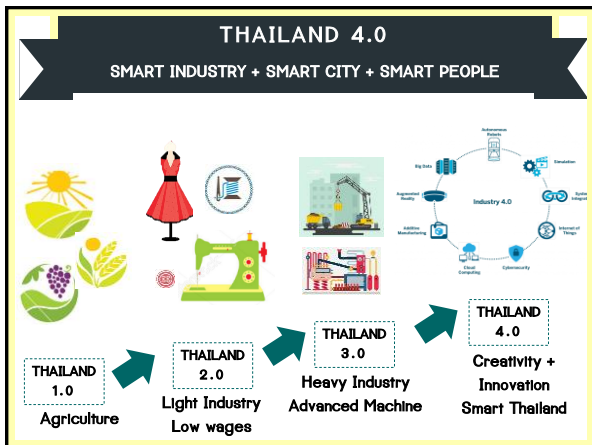 THAILAND 4.0
SMART INDUSTRY + SMART CITY + SMART PEOPLE
Autonomous
Robots
Big Data
Simulation
Augmented
Reality
Industry 4.0
System
Integrat
Additive
Manufacturing
Internet of
Things
Cloud
Computing
Cybersecurity
THAILAND
1.0
Agriculture
THAILAND
2.0
Light Industry
Low wages
THAILAND
3.0
Heavy Industry
Advanced Machine
THAILAND
4.0
Creativity +
Innovation
Smart Thailand